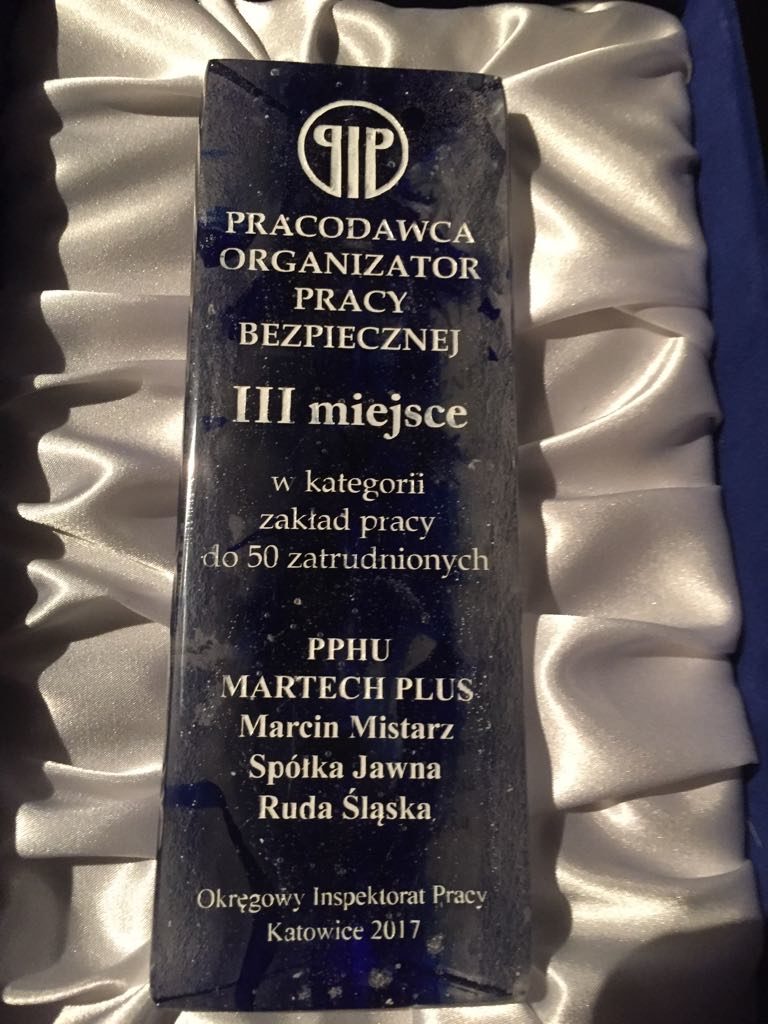 PIP
PRACODAWCA
ORGANIZATOR
PRACY
BEZPIECZNEJ
III miejsce
w kategorii
zakład pracy
do 50 zatrudnionych
PPHU
MARTECH PLUS
Marcin Mistarz
Spółka Jawna
Ruda Śląska
Okręgowy Inspektorat Pracy
Katowice 2017